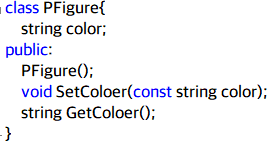 class PFigure{
string color;
public:
PFigure();
void SetColoer(const string color);
string GetColoer();
}